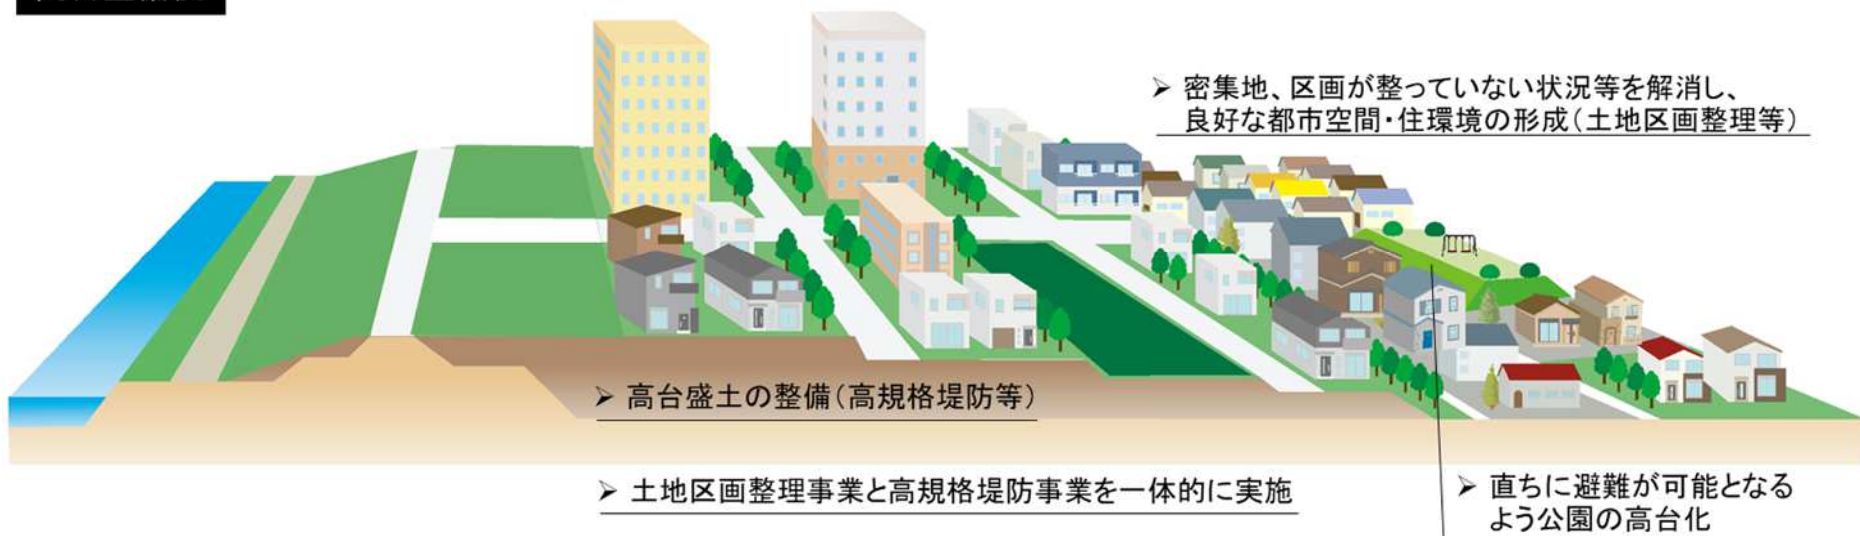 ➢ 密集地、区画が整っていない状況等を解消し、
良好な都市空間・住環境の形成(土地区画整理等)
➢ 高台盛土の整備(高規格堤防等)
➢ 土地区画整理事業と高規格堤防事業を一体的に実施
➢ 直ちに避難が可能となる
よう公園の高台化